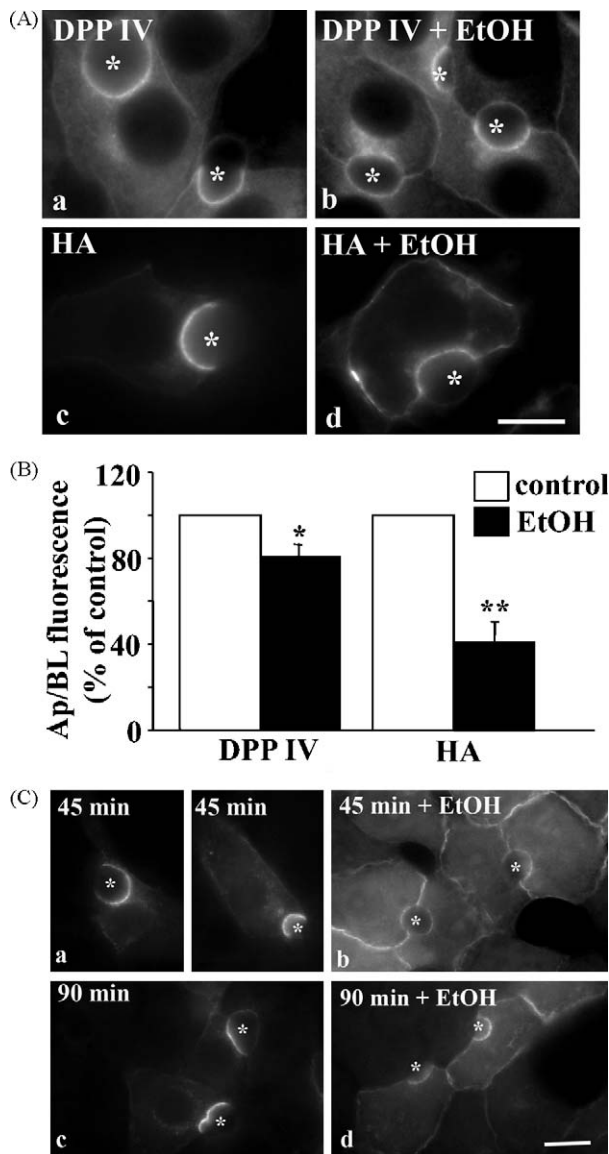 (A)
DPP IV
*
*
a
DPP IV + EtOH
*
*
*
b
HA
*
c
HA + EtOH
*
d
(B)
Ap/BL fluorescence
(% of control)
120
80
40
0
control
EtOH
*
**
DPP IV
HA
(C)
45 min
*
a
45 min
*
45 min + EtOH
*
*
b
90 min
*
*
c
90 min + EtOH
*
*
d